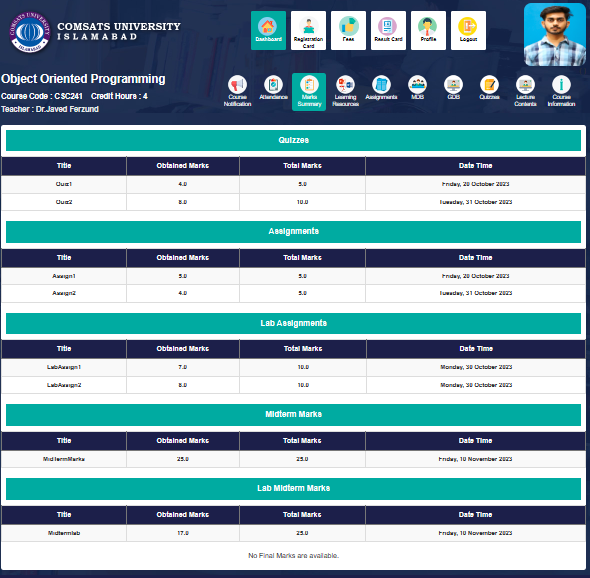 COMSATS UNIVERSITY
ISLAMABAD
Dashboard
Registration Card
Fees
Result Card
Profile
Logout
Object Oriented Programming
Course Code : CSC241 Credit Hours : 4
Teacher : Dr.Javed Ferzund
Course Notification
Attendance
Marks Summary
Learning Resources
Assignments
MDB
GDB
Quizzes
Lecture Contents
Course Information
Quizzes
Title Obtained Marks Total Marks Date Time
Quiz1 4.0 5.0 Friday, 20 October 2023
Quiz2 8.0 10.0 Tuesday, 31 October 2023
Assignments
Title Obtained Marks Total Marks Date Time
Assign1 5.0 5.0 Friday, 20 October 2023
Assign2 4.0 5.0 Tuesday, 31 October 2023
Lab Assignments
Title Obtained Marks Total Marks Date Time
LabAssign1 7.0 10.0 Monday, 30 October 2023
LabAssign2 8.0 10.0 Monday, 30 October 2023
Midterm Marks
Title Obtained Marks Total Marks Date Time
MidTermMarks 25.0 25.0 Friday, 10 November 2023
Lab Midterm Marks
Title Obtained Marks Total Marks Date Time
Midtermlab 17.0 25.0 Friday, 10 November 2023
No Final Marks are available.